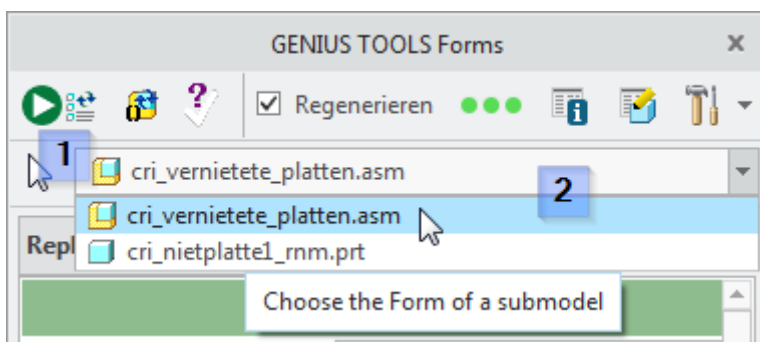 GENIUS TOOLS Forms
Regenerieren
1
cri_vernietete_platten.asm
2
cri_vernietete_platten.asm
Repl
cri_nietplatte1_rnm.prt
Choose the Form of a submodel